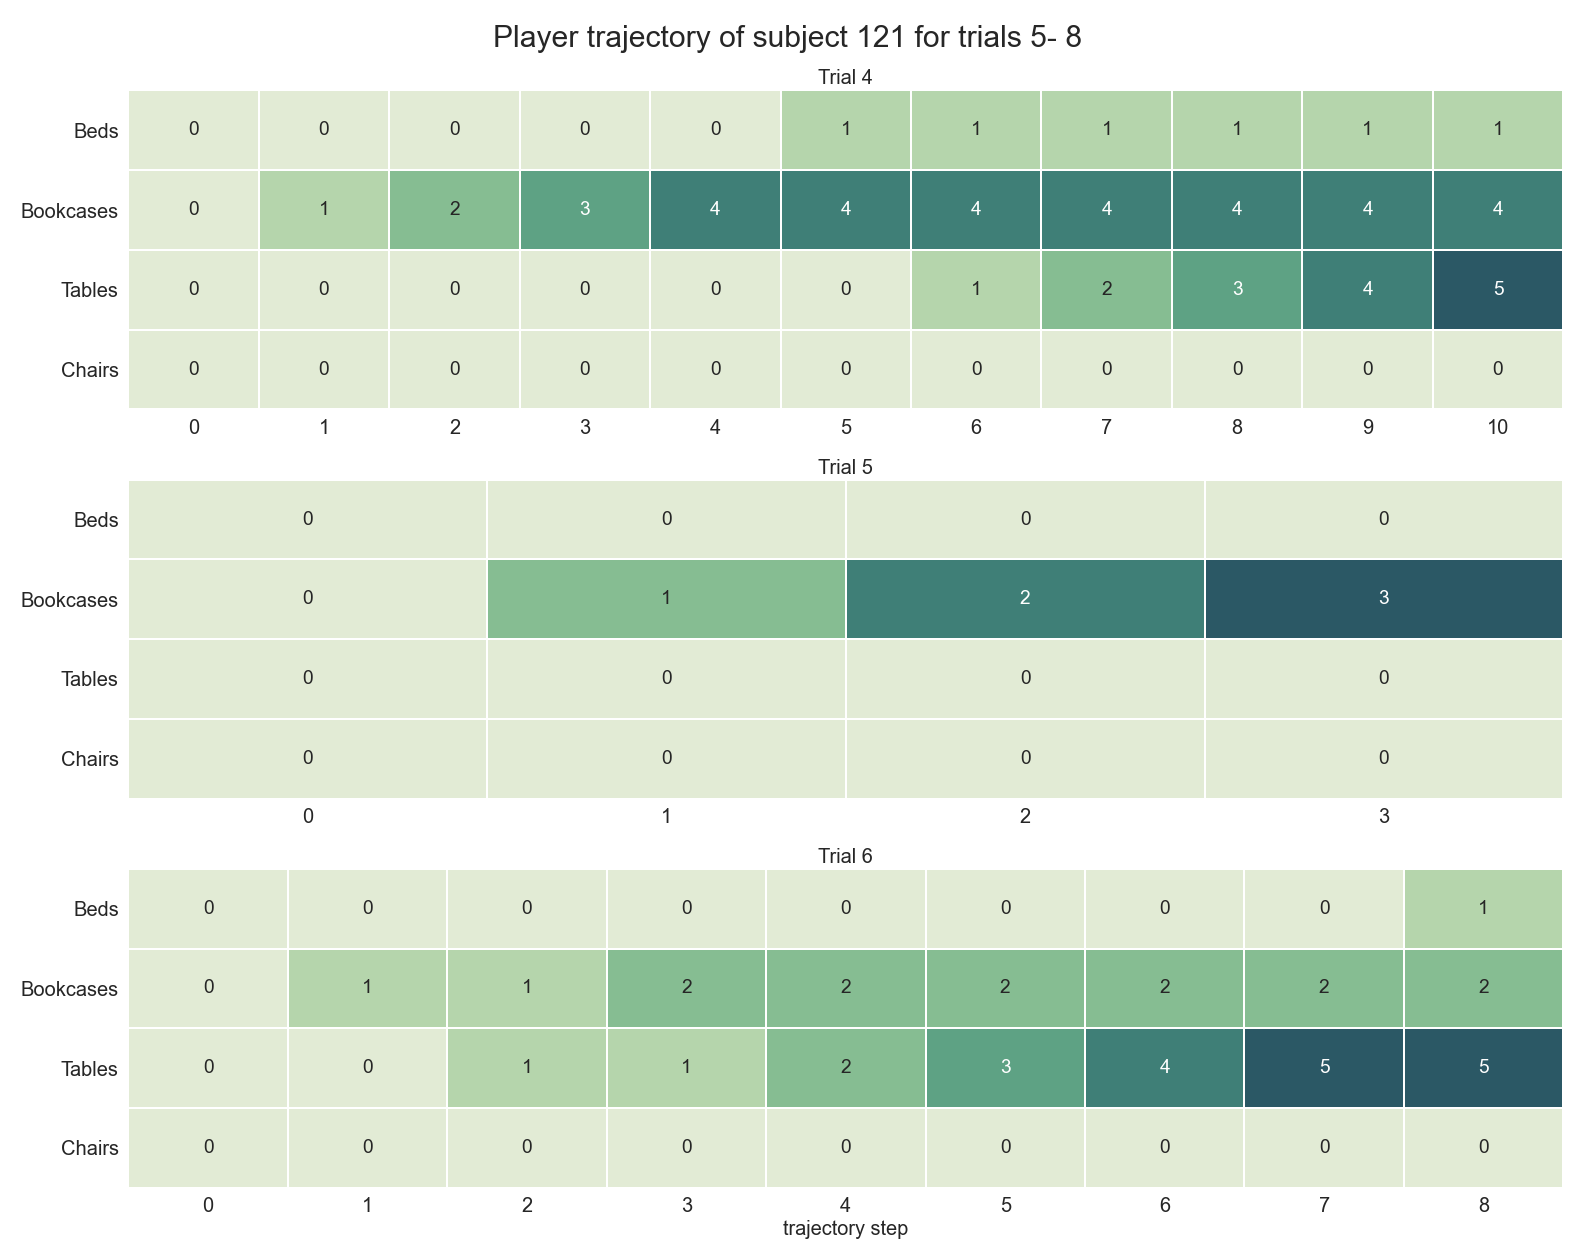 Player trajectory of subject 121 for trials 5- 8
Trial 4
Beds 0 0 0 0 0 1 1 1 1 1 1
Bookcases 0 1 2 3 4 4 4 4 4 4 4
Tables 0 0 0 0 0 0 1 2 3 4 5
Chairs 0 0 0 0 0 0 0 0 0 0 0
0 1 2 3 4 5 6 7 8 9 10
Trial 5
Beds 0 0 0 0
Bookcases 0 1 2 3
Tables 0 0 0 0
Chairs 0 0 0 0
0 1 2 3
Trial 6
Beds 0 0 0 0 0 0 0 0 1
Bookcases 0 1 1 2 2 2 2 2 2
Tables 0 0 1 1 2 3 4 5 5
Chairs 0 0 0 0 0 0 0 0 0
0 1 2 3 4 5 6 7 8
trajectory step